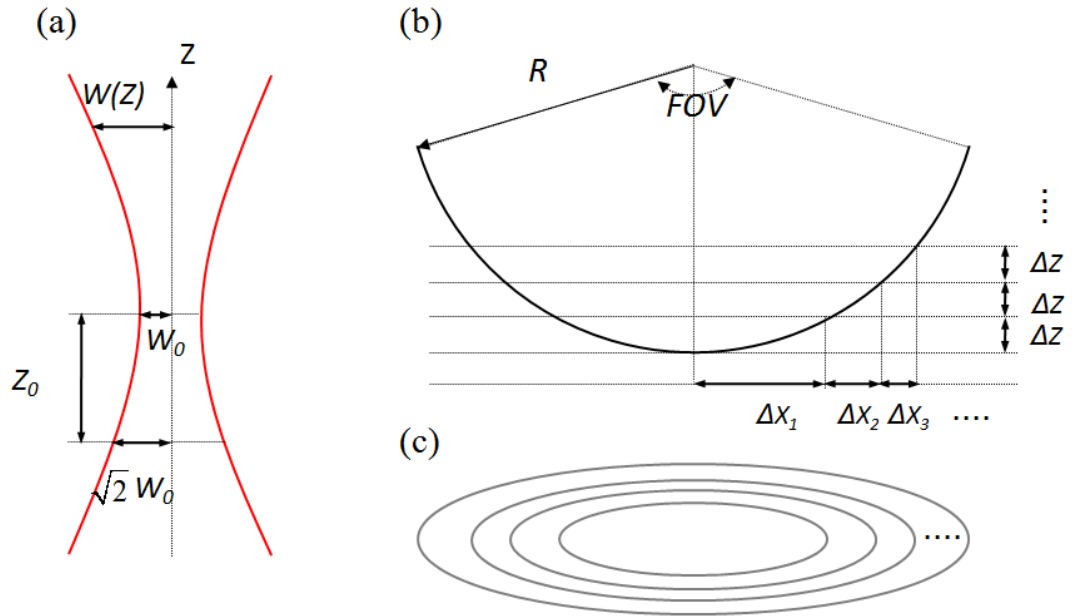 (a)
Z
W(Z)
W₀
Z₀
√2 W₀
(b)
R
FOV
⋮
ΔZ
ΔZ
ΔZ
ΔX₁ ΔX₂ ΔX₃ ....
(c)
....